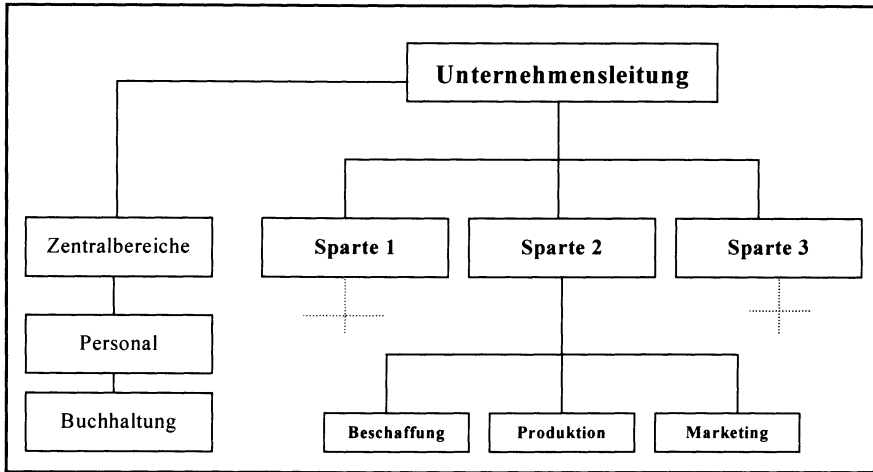 Unternehmensleitung
Zentralbereiche
Sparte 1
Sparte 2
Sparte 3
Personal
Buchhaltung
Beschaffung
Produktion
Marketing